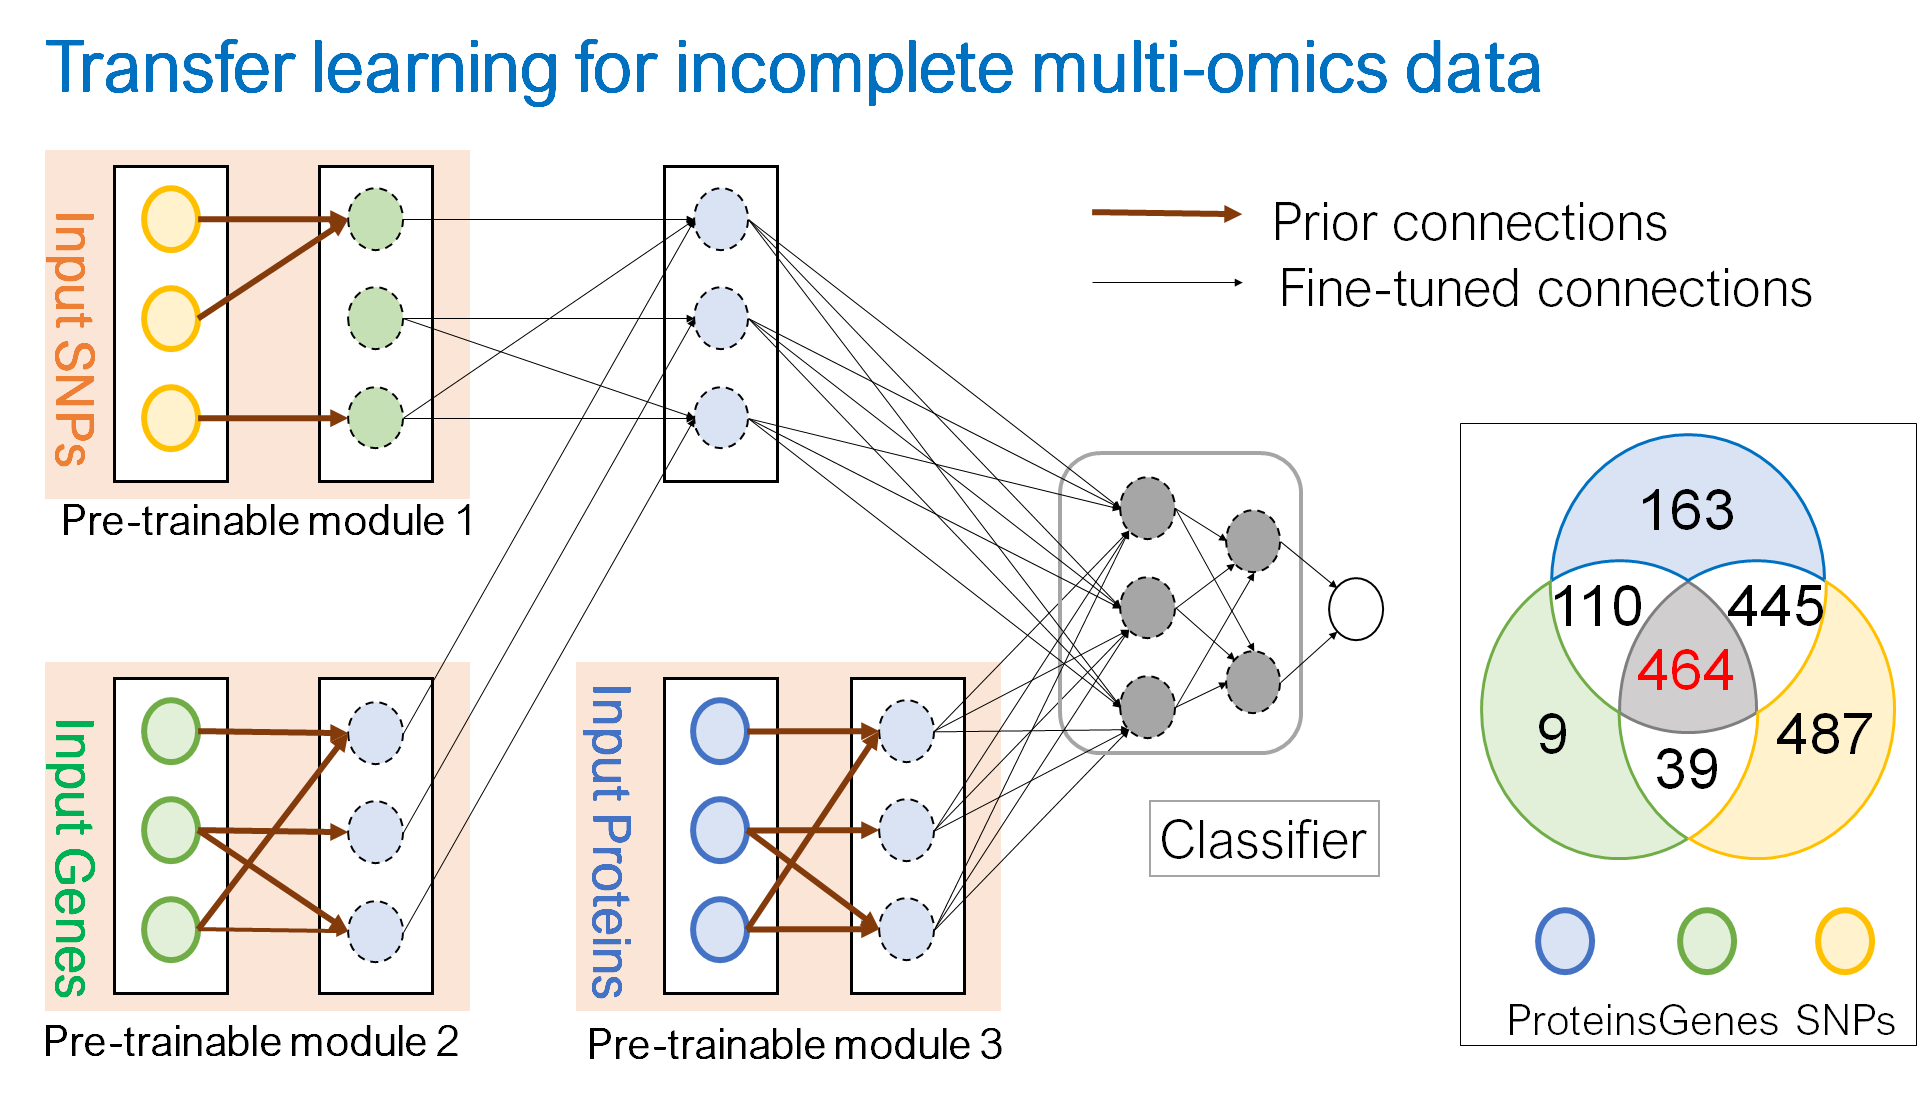 Transfer learning for incomplete multi-omics data
Input SNPs
Pre-trainable module 1
Prior connections
Fine-tuned connections
Input Genes
Pre-trainable module 2
Input Proteins
Pre-trainable module 3
Classifier
163
110
445
464
9
487
39
Proteins Genes SNPs